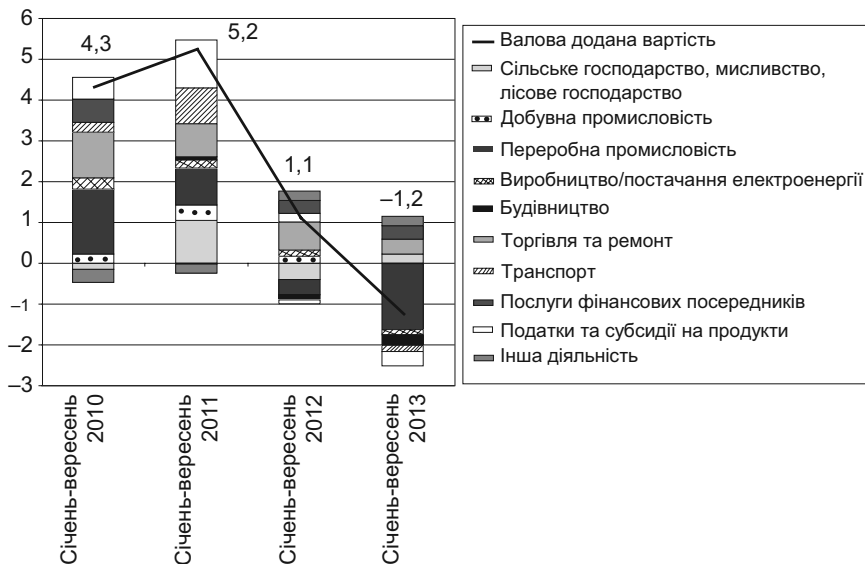 6
5
4
3
2
1
0
–1
–2
–3
4,3
5,2
1,1
–1,2
Січень-вересень
2010
Січень-вересень
2011
Січень-вересень
2012
Січень-вересень
2013
Валова додана вартість
Сільське господарство, мисливство,
лісове господарство
Добувна промисловість
Переробна промисловість
Виробництво/постачання електроенергії
Будівництво
Торгівля та ремонт
Транспорт
Послуги фінансових посередників
Податки та субсидії на продукти
Інша діяльність